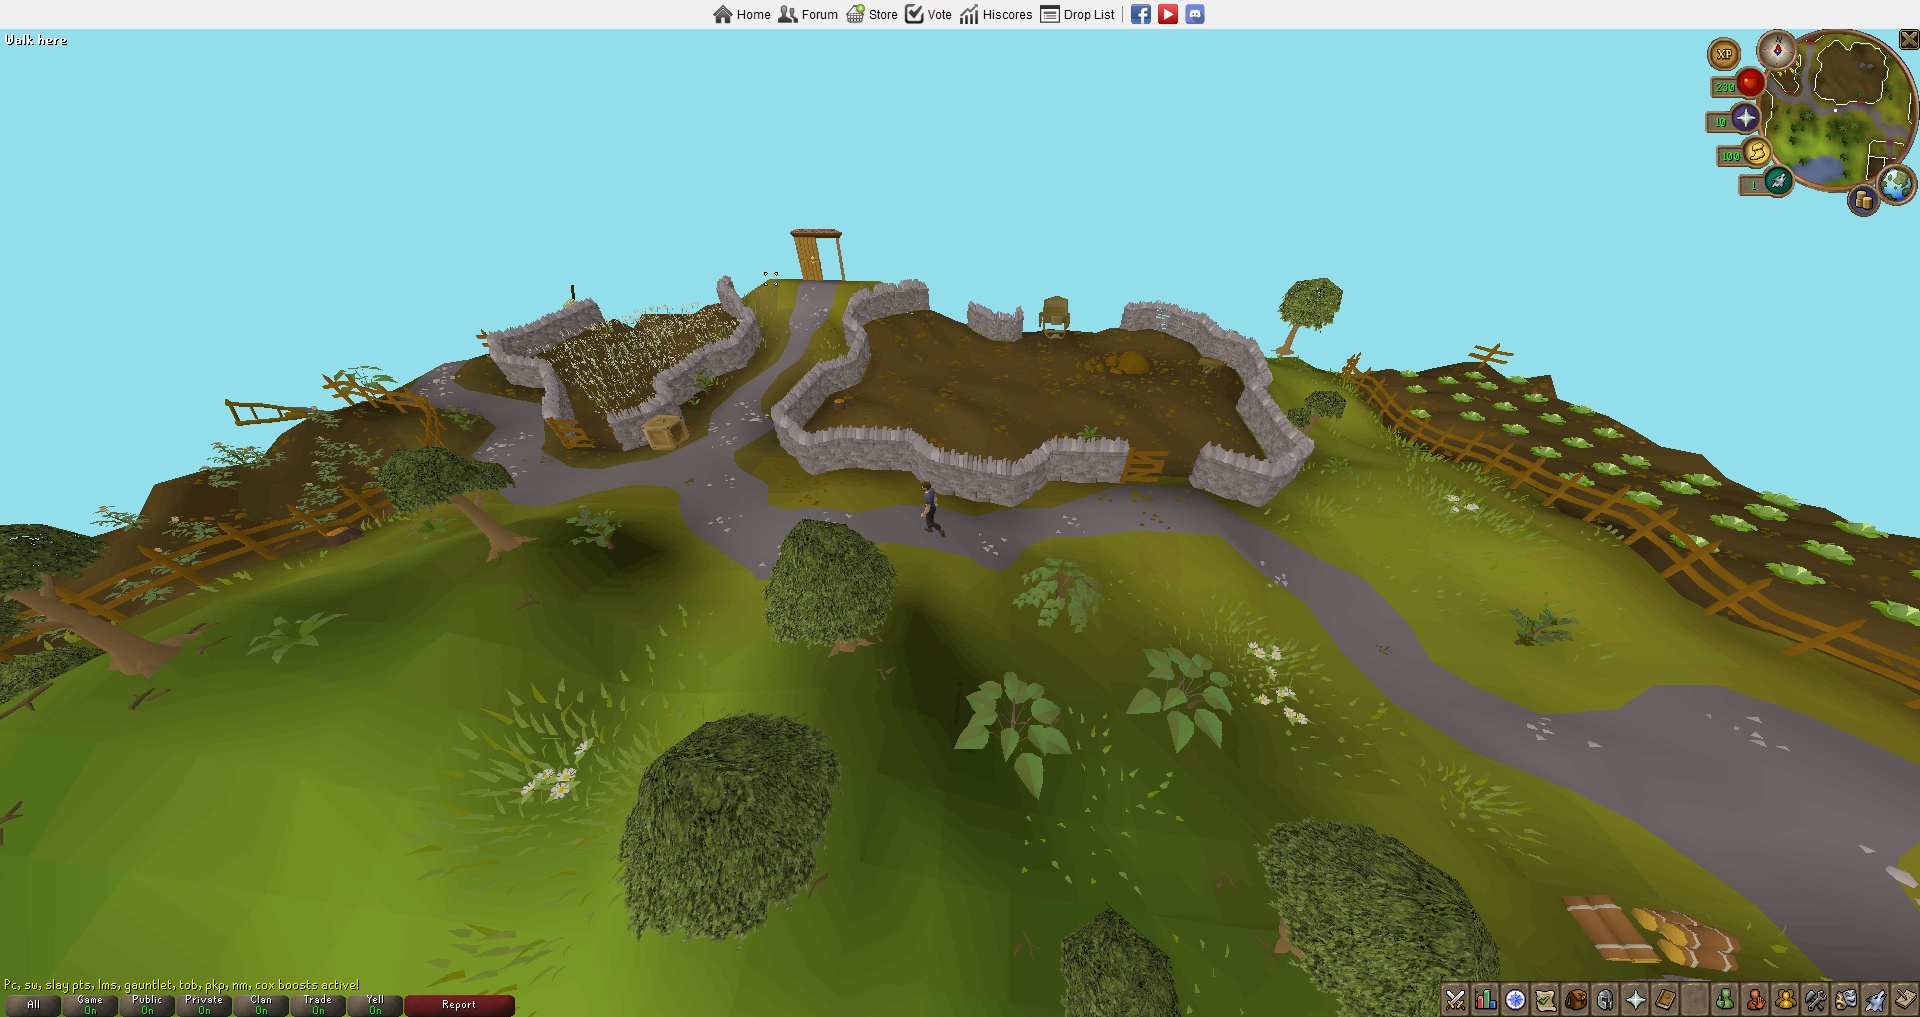 Home Forum Store Vote Hiscores Drop List
Walk here
XP
N
230
10
100
1
Pc, sw, slay pts, lms, gauntlet, tob, pkp, nm, cox boosts active!
All Game Public Private Clan Trade Yell Report
On On On On On On